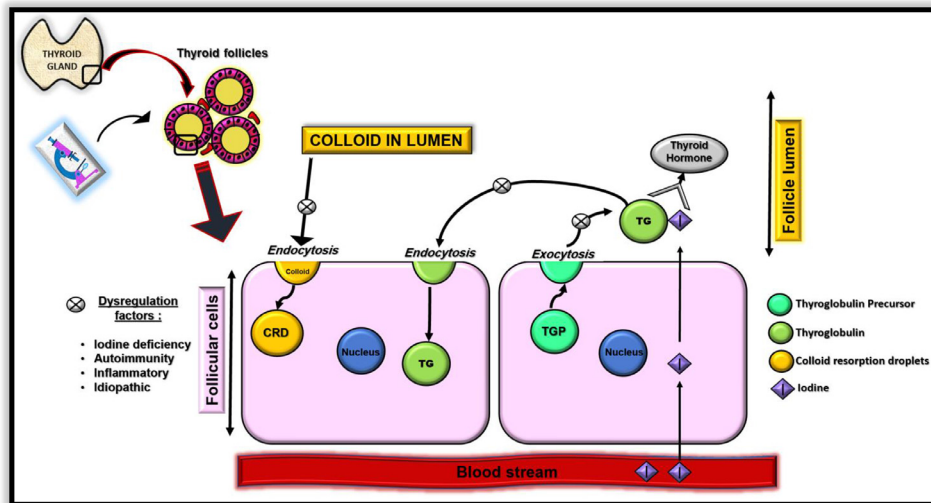 THYROID
GLAND
Thyroid follicles
COLLOID IN LUMEN
Thyroid
Hormone
TG
Follicle lumen
Endocytosis
Endocytosis
Exocytosis
Colloid
Dysregulation
factors :
Iodine deficiency
Autoimmunity
Inflammatory
Idiopathic
Follicular cells
CRD
Nucleus
TG
TGP
Nucleus
Thyroglobulin Precursor
Thyroglobulin
Colloid resorption droplets
Iodine
Blood stream